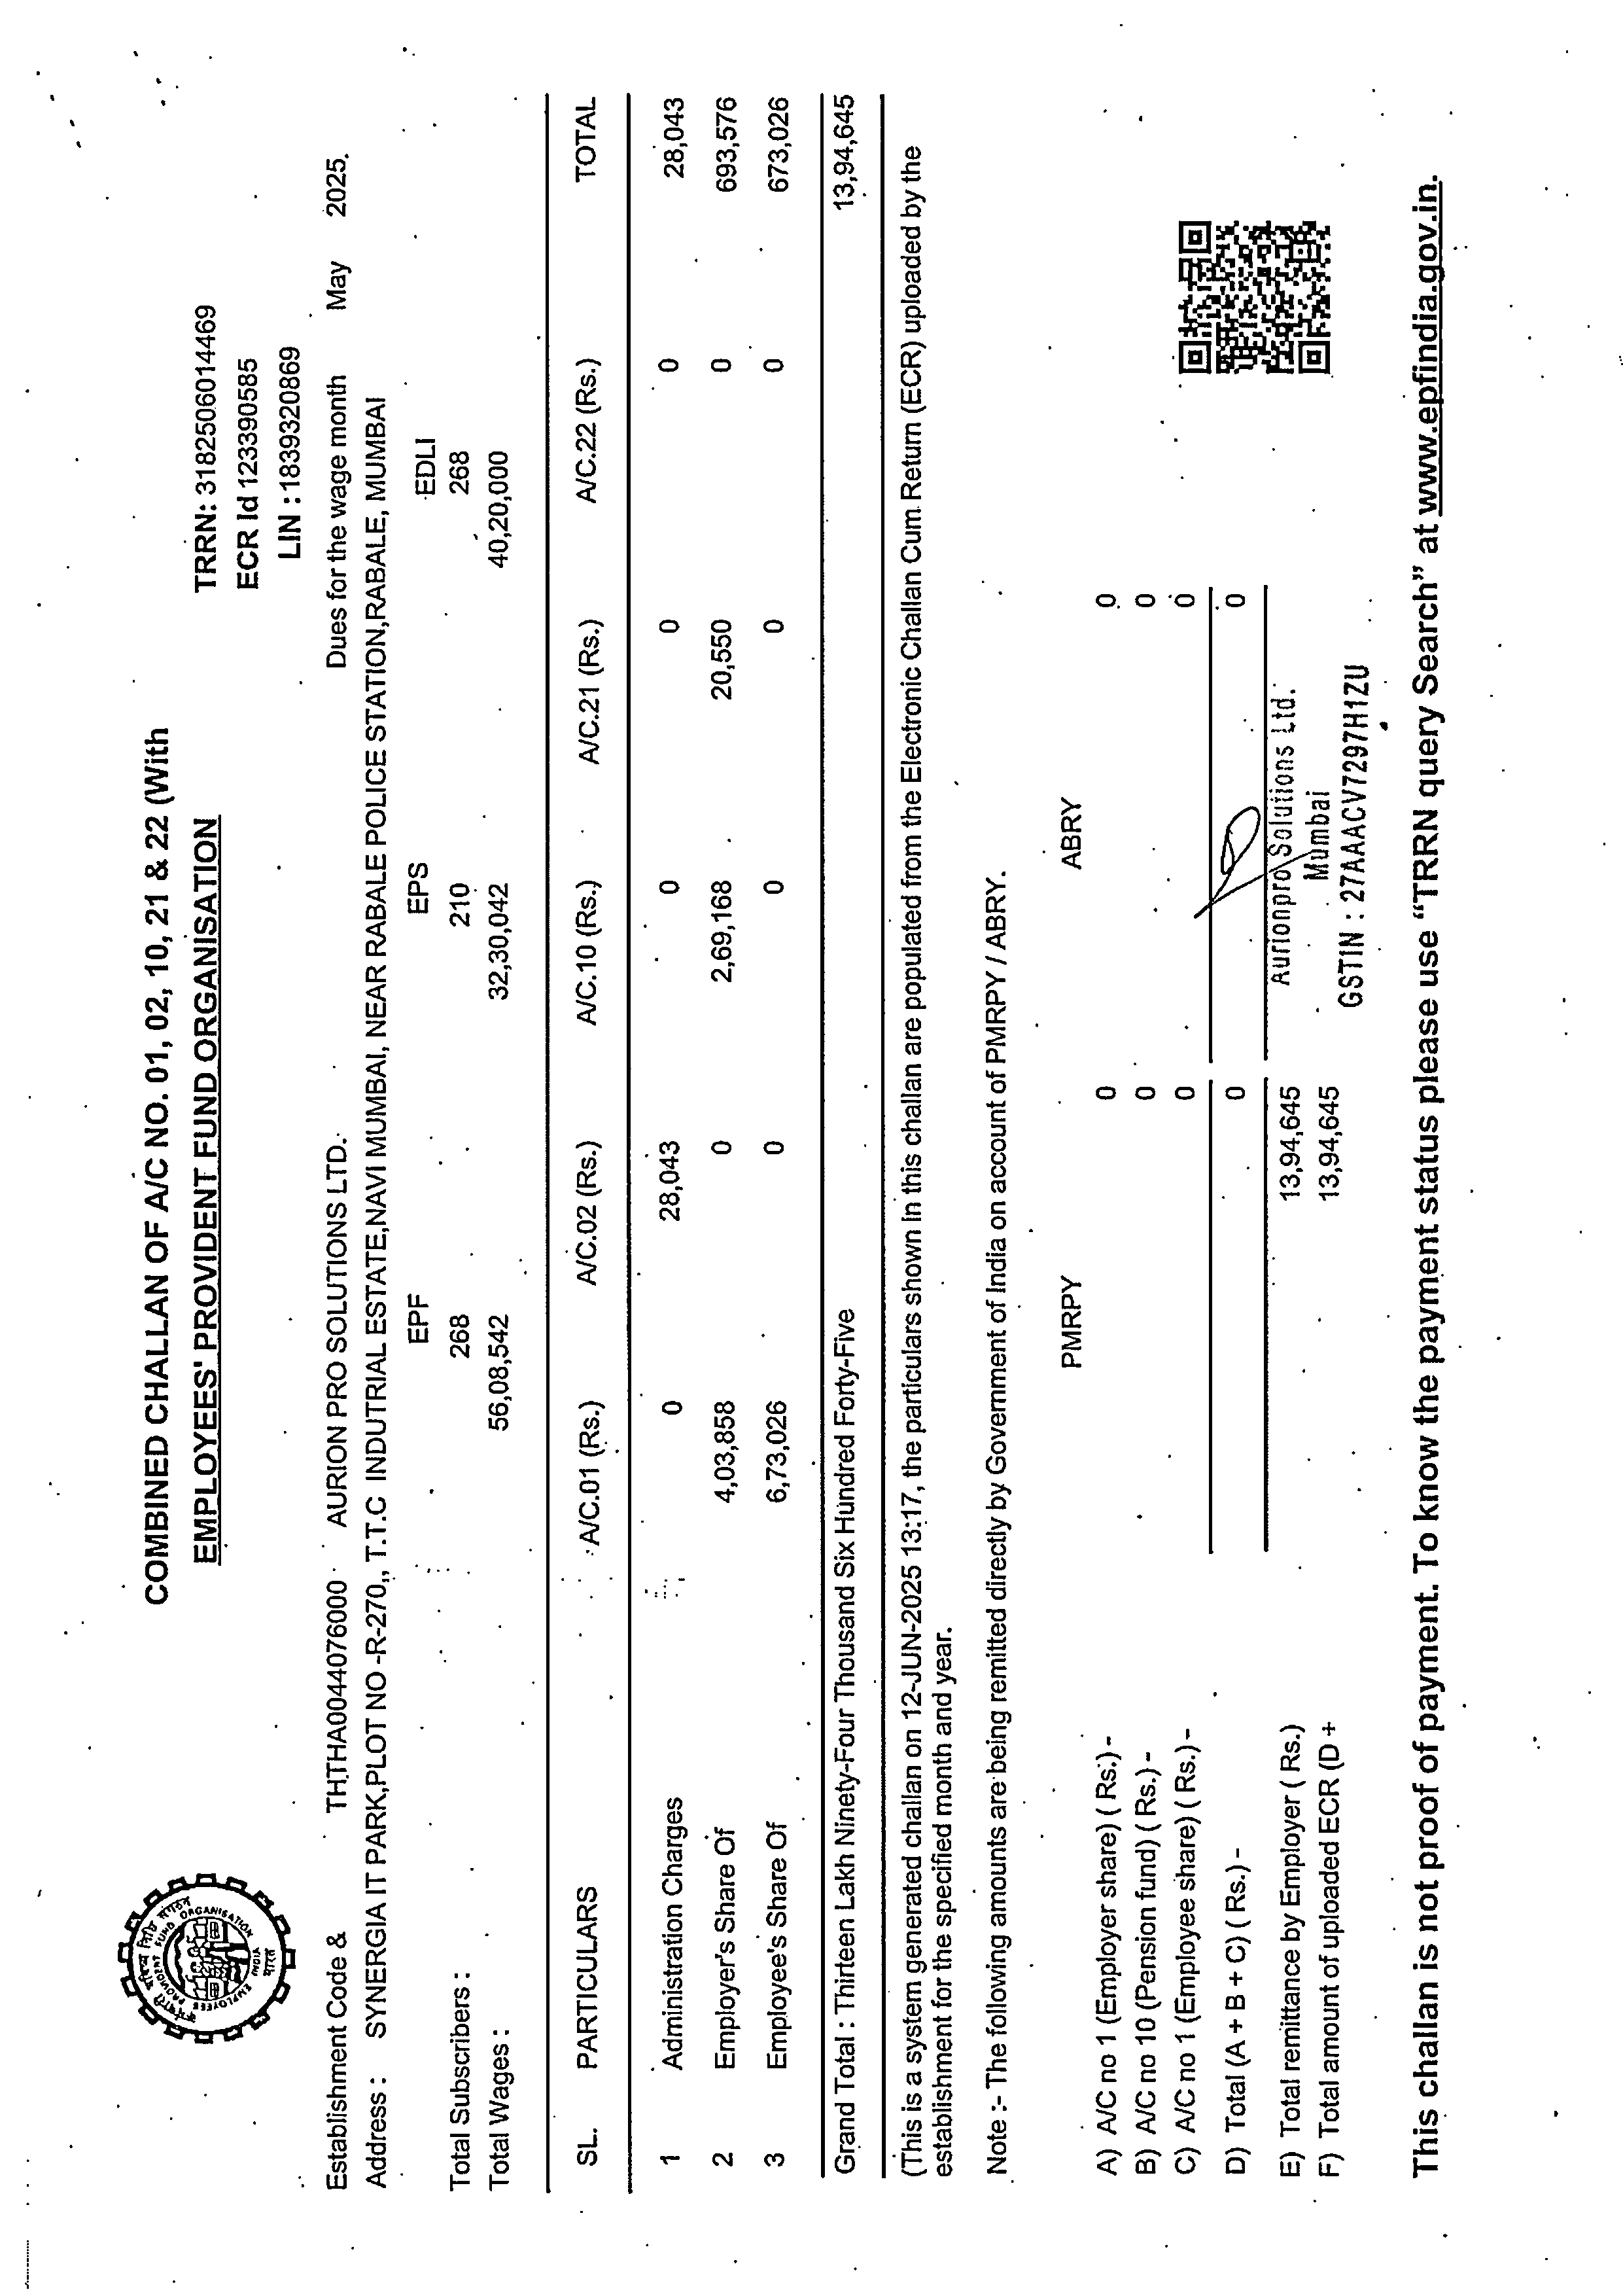 COMBINED CHALLAN OF A/C NO. 01, 02, 10, 21 & 22 (With
EMPLOYEES' PROVIDENT FUND ORGANISATION
TRRN: 3182506014469
ECR Id 123390585
LIN :1839320869
Establishment Code & THTHA0044076000 AURION PRO SOLUTIONS LTD. Dues for the wage month May 2025.
Address : SYNERGIA IT PARK,PLOT NO -R-270,, T.T.C INDUTRIAL ESTATE,NAVI MUMBAI, NEAR RABALE POLICE STATION,RABALE, MUMBAI
EPF EPS EDLI
Total Subscribers : 268 210 268
Total Wages : 56,08,542 32,30,042 40,20,000
SL. PARTICULARS A/C.01 (Rs.) A/C.02 (Rs.) A/C.10 (Rs.) A/C.21 (Rs.) A/C.22 (Rs.) TOTAL
1 Administration Charges 0 28,043 0 0 0 28,043
2 Employer's Share Of 4,03,858 0 2,69,168 20,550 0 693,576
3 Employee's Share Of 6,73,026 0 0 0 0 673,026
Grand Total : Thirteen Lakh Ninety-Four Thousand Six Hundred Forty-Five 13,94,645
(This is a system generated challan on 12-JUN-2025 13:17, the particulars shown in this challan are populated from the Electronic Challan Cum Return (ECR) uploaded by the
establishment for the specified month and year.
Note :- The following amounts are being remitted directly by Government of India on account of PMRPY / ABRY.
PMRPY ABRY
A) A/C no 1 (Employer share) ( Rs.) - 0 0
B) A/C no 10 (Pension fund) ( Rs.) - 0 0
C) A/C no 1 (Employee share) ( Rs.) - 0 0
D) Total (A + B + C) ( Rs.) - 0 0
E) Total remittance by Employer ( Rs.) 13,94,645
F) Total amount of uploaded ECR (D + 13,94,645
Aurionpro Solutions Ltd.
Mumbai
GSTIN : 27AAACV7297H1ZU
This challan is not proof of payment. To know the payment status please use “TRRN query Search” at www.epfindia.gov.in.